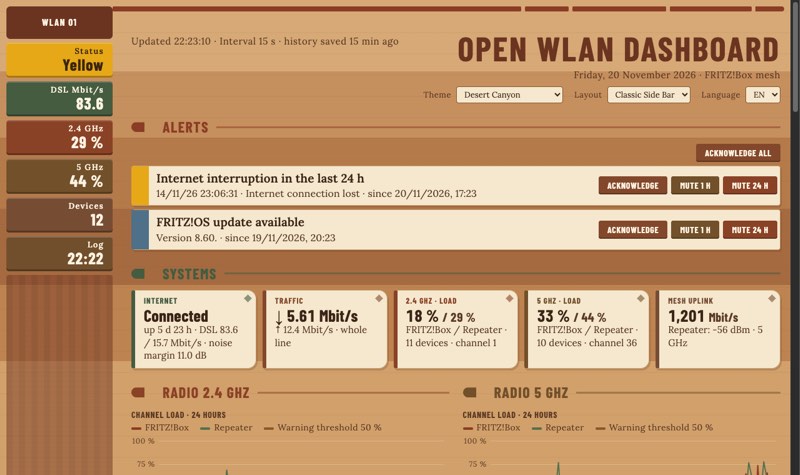 WLAN 01
Status
Yellow
DSL Mbit/s
83.6
2.4 GHz
29 %
5 GHz
44 %
Devices
12
Log
22:22
Updated 22:23:10 · Interval 15 s · history saved 15 min ago
OPEN WLAN DASHBOARD
Friday, 20 November 2026 · FRITZ!Box mesh
Theme Desert Canyon Layout Classic Side Bar Language EN
ALERTS
ACKNOWLEDGE ALL
Internet interruption in the last 24 h
14/11/26 23:06:31 · Internet connection lost · since 20/11/2026, 17:23
ACKNOWLEDGE MUTE 1 H MUTE 24 H
FRITZ!OS update available
Version 8.60. · since 19/11/2026, 20:23
ACKNOWLEDGE MUTE 1 H MUTE 24 H
SYSTEMS
INTERNET
Connected
up 5 d 23 h · DSL 83.6
/ 15.7 Mbit/s · noise
margin 11.0 dB
TRAFFIC
↓ 5.61 Mbit/s
↑ 12.4 Mbit/s · whole
line
2.4 GHZ · LOAD
18 % / 29 %
FRITZ!Box / Repeater ·
11 devices · channel 1
5 GHZ · LOAD
33 % / 44 %
FRITZ!Box / Repeater ·
10 devices · channel 36
MESH UPLINK
1,201 Mbit/s
Repeater: -56 dBm · 5
GHz
RADIO 2.4 GHZ
CHANNEL LOAD · 24 HOURS
FRITZ!Box Repeater Warning threshold 50 %
100 %
75 %
RADIO 5 GHZ
CHANNEL LOAD · 24 HOURS
FRITZ!Box Repeater Warning threshold 50 %
100 %
75 %